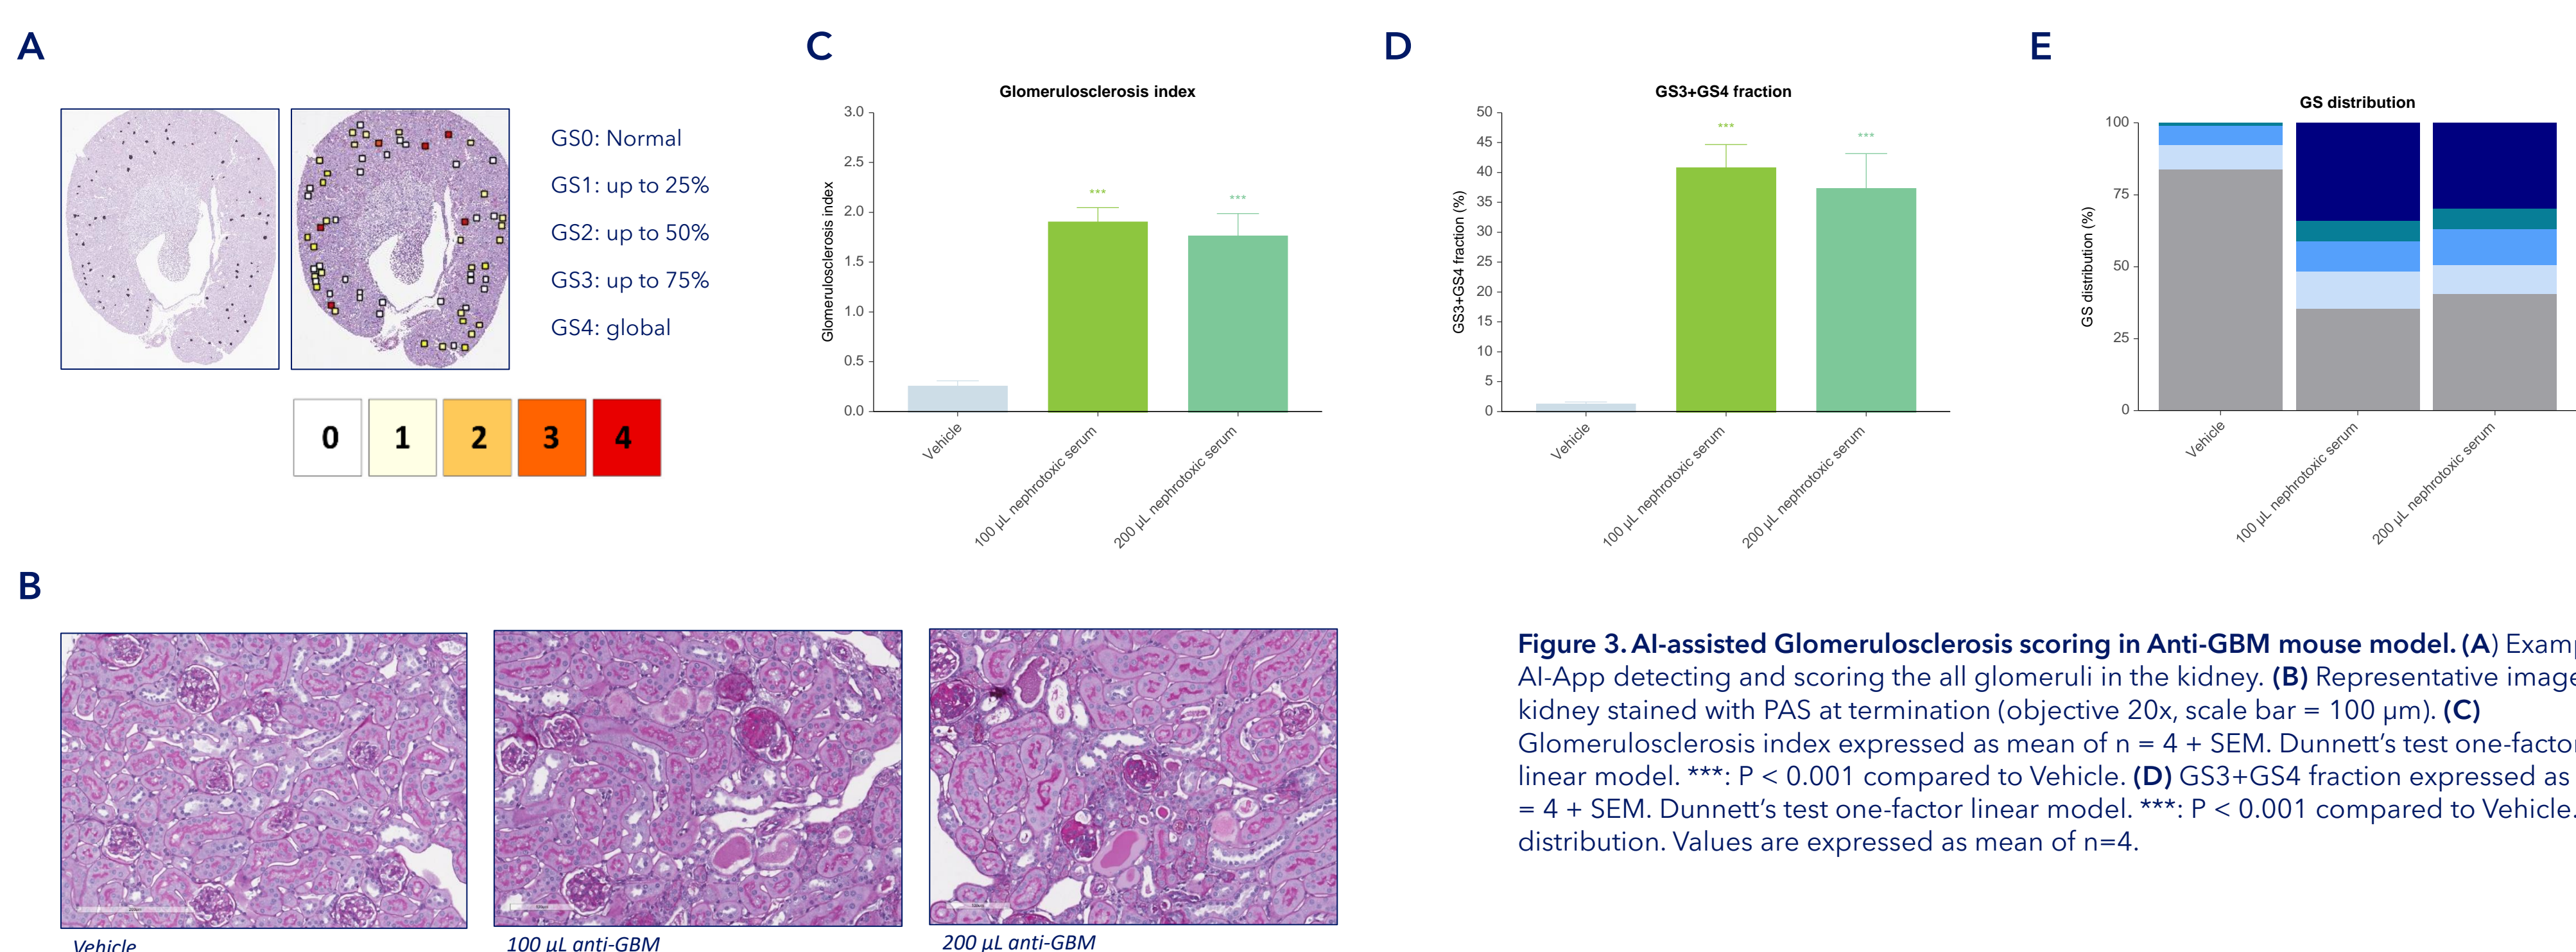 A
GS0: Normal
GS1: up to 25%
GS2: up to 50%
GS3: up to 75%
GS4: global
0 1 2 3 4
C
Glomerulosclerosis index
Glomerulosclerosis index
3.0
2.5
2.0
1.5
1.0
0.5
0.0
***
***
Vehicle
100 µL nephrotoxic serum
200 µL nephrotoxic serum
D
GS3+GS4 fraction
GS3+GS4 fraction (%)
50
45
40
35
30
25
20
15
10
5
0
***
***
Vehicle
100 µL nephrotoxic serum
200 µL nephrotoxic serum
E
GS distribution
GS distribution (%)
100
75
50
25
0
Vehicle
100 µL nephrotoxic serum
200 µL nephrotoxic serum
B
Vehicle
100 µL anti-GBM
200 µL anti-GBM
Figure 3. AI-assisted Glomerulosclerosis scoring in Anti-GBM mouse model. (A) Examp
AI-App detecting and scoring the all glomeruli in the kidney. (B) Representative image
kidney stained with PAS at termination (objective 20x, scale bar = 100 µm). (C)
Glomerulosclerosis index expressed as mean of n = 4 + SEM. Dunnett's test one-factor
linear model. ***: P < 0.001 compared to Vehicle. (D) GS3+GS4 fraction expressed as
= 4 + SEM. Dunnett's test one-factor linear model. ***: P < 0.001 compared to Vehicle.
distribution. Values are expressed as mean of n=4.